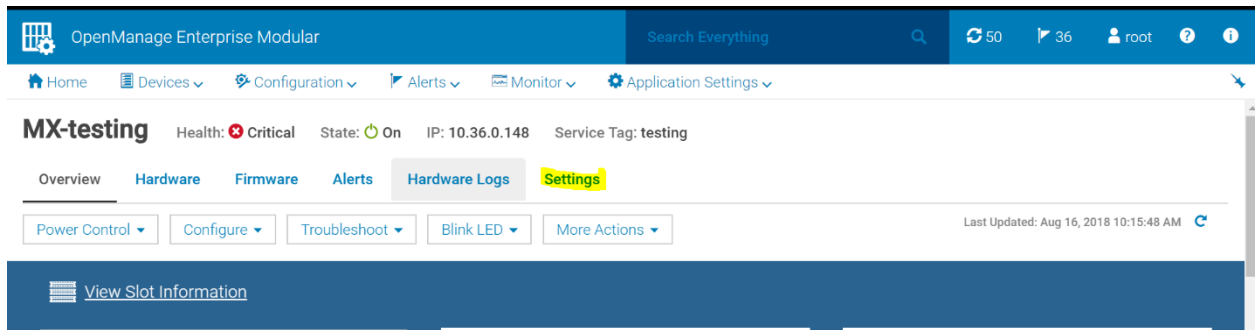 OpenManage Enterprise Modular Search Everything 50 36 root ? i
Home Devices Configuration Alerts Monitor Application Settings
MX-testing Health: Critical State: On IP: 10.36.0.148 Service Tag: testing
Overview Hardware Firmware Alerts Hardware Logs Settings
Power Control Configure Troubleshoot Blink LED More Actions Last Updated: Aug 16, 2018 10:15:48 AM
View Slot Information